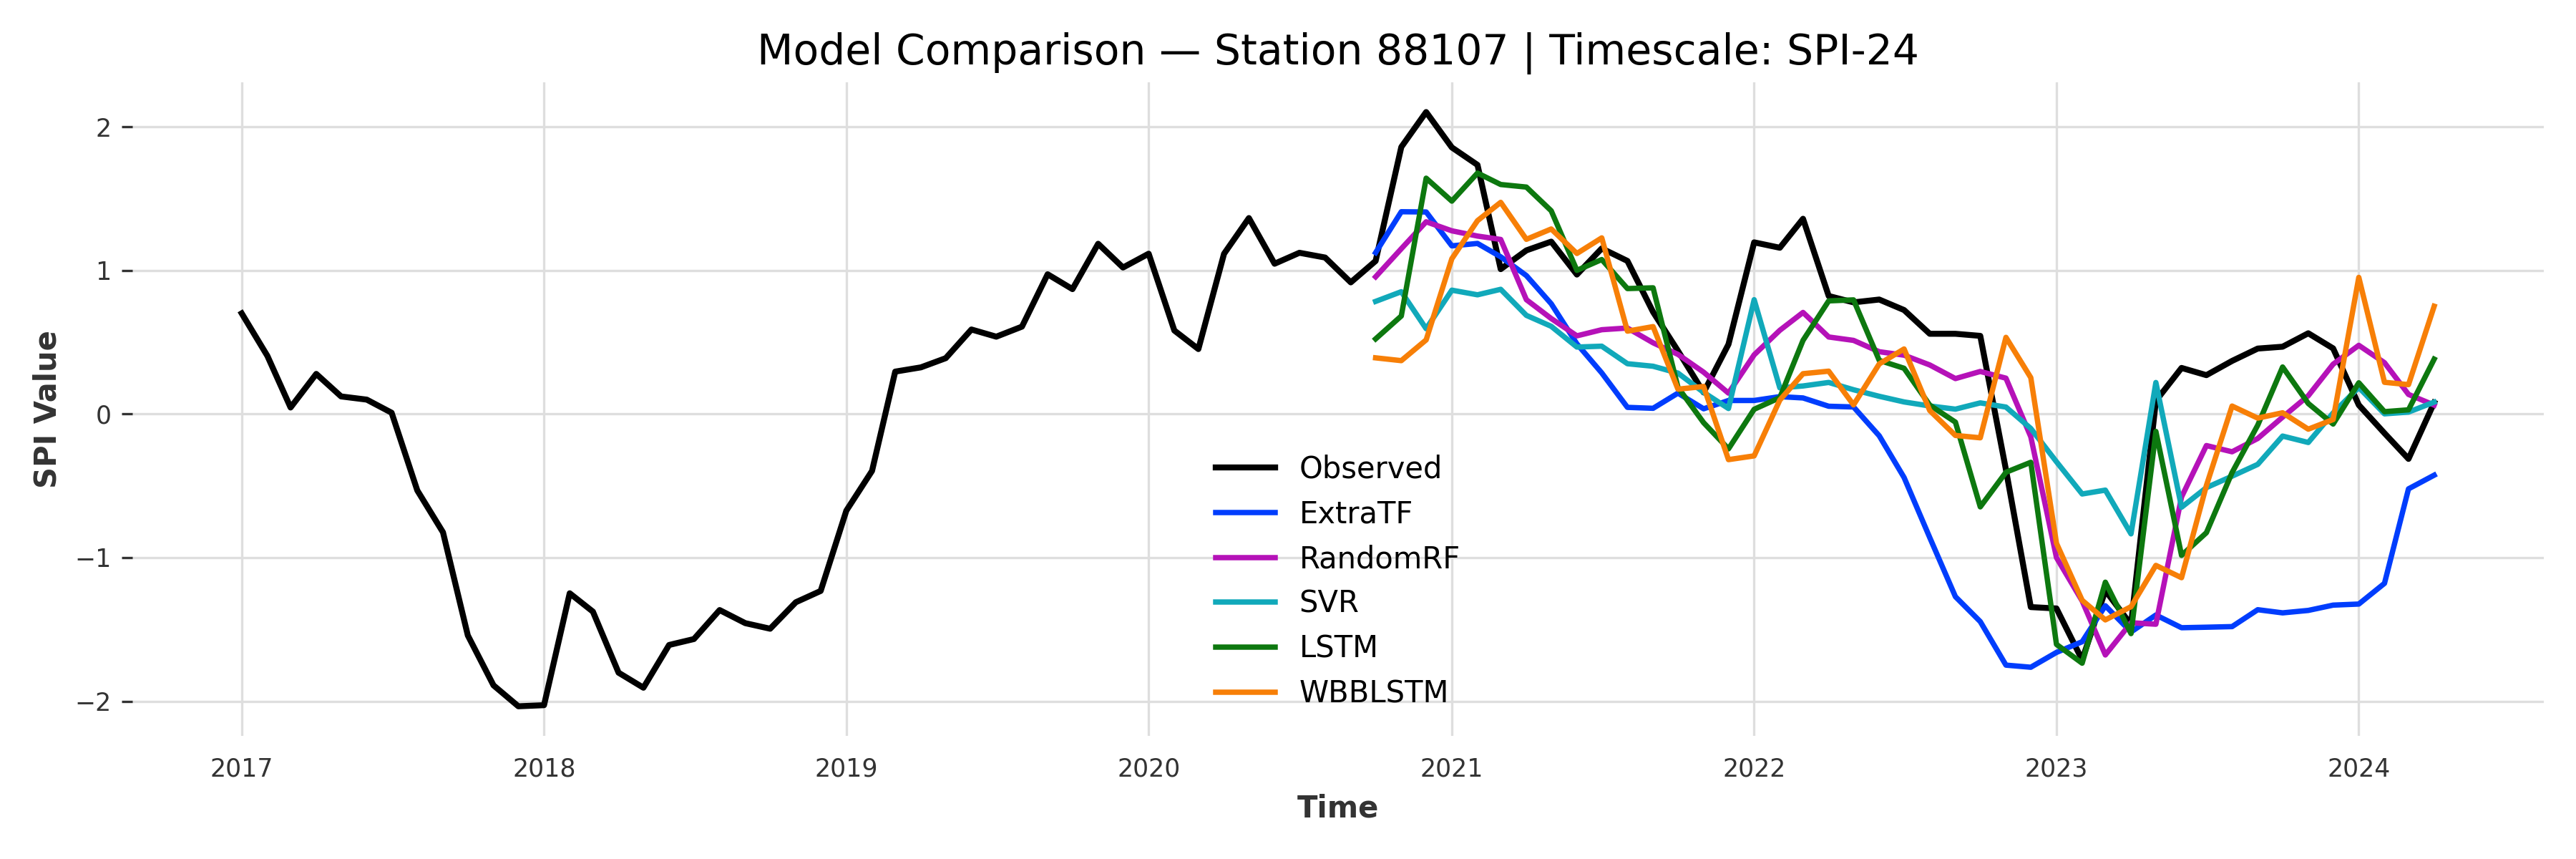 Model Comparison — Station 88107 | Timescale: SPI-24
SPI Value
2
1
0
−1
−2
Observed
ExtraTF
RandomRF
SVR
LSTM
WBBLSTM
2017 2018 2019 2020 2021 2022 2023 2024
Time